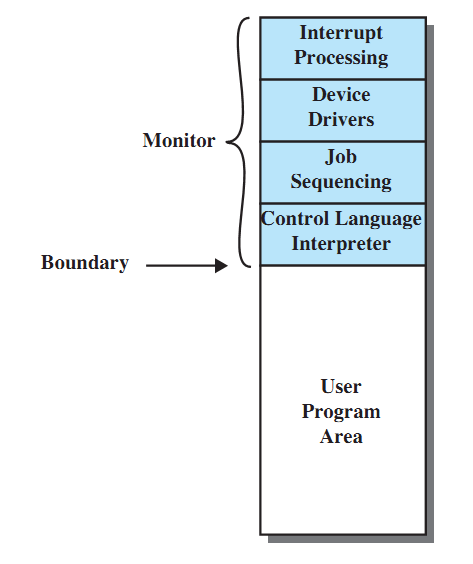 Interrupt
Processing
Device
Drivers
Monitor
Job
Sequencing
Control Language
Interpreter
Boundary
User
Program
Area